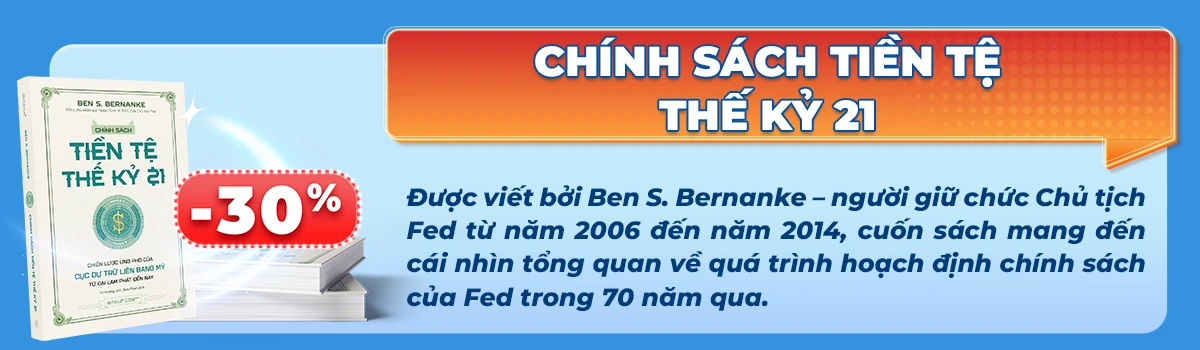 CHÍNH SÁCH TIỀN TỆ
THẾ KỶ 21
BEN S. BERNANKE
CHÍNH SÁCH
TIỀN TỆ
THẾ KỶ 21
$
CHIẾN LƯỢC ỨNG PHÓ CỦA
CỤC DỰ TRỮ LIÊN BANG MỸ
TỪ ĐẠI LẠM PHÁT ĐẾN NAY
-30%
Được viết bởi Ben S. Bernanke – người giữ chức Chủ tịch
Fed từ năm 2006 đến năm 2014, cuốn sách mang đến
cái nhìn tổng quan về quá trình hoạch định chính sách
của Fed trong 70 năm qua.